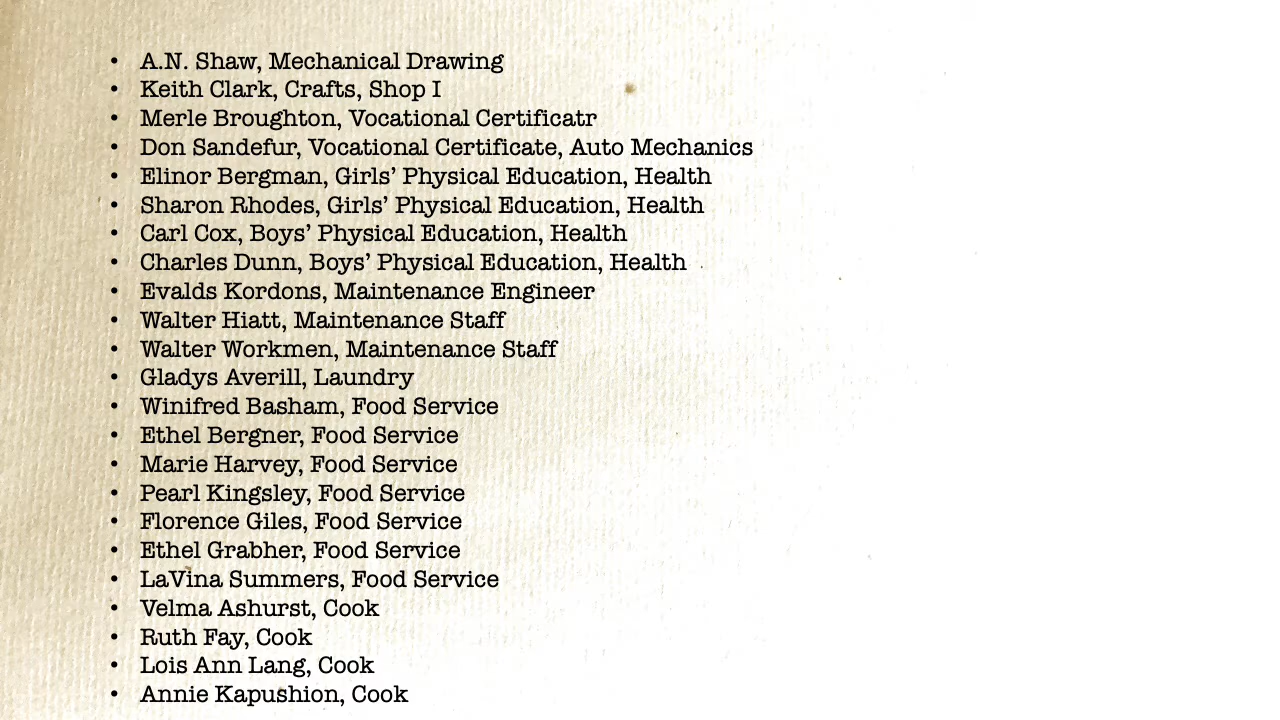 • A.N. Shaw, Mechanical Drawing
• Keith Clark, Crafts, Shop I
• Merle Broughton, Vocational Certificatr
• Don Sandefur, Vocational Certificate, Auto Mechanics
• Elinor Bergman, Girls’ Physical Education, Health
• Sharon Rhodes, Girls’ Physical Education, Health
• Carl Cox, Boys’ Physical Education, Health
• Charles Dunn, Boys’ Physical Education, Health
• Evalds Kordons, Maintenance Engineer
• Walter Hiatt, Maintenance Staff
• Walter Workmen, Maintenance Staff
• Gladys Averill, Laundry
• Winifred Basham, Food Service
• Ethel Bergner, Food Service
• Marie Harvey, Food Service
• Pearl Kingsley, Food Service
• Florence Giles, Food Service
• Ethel Grabher, Food Service
• LaVina Summers, Food Service
• Velma Ashurst, Cook
• Ruth Fay, Cook
• Lois Ann Lang, Cook
• Annie Kapushion, Cook